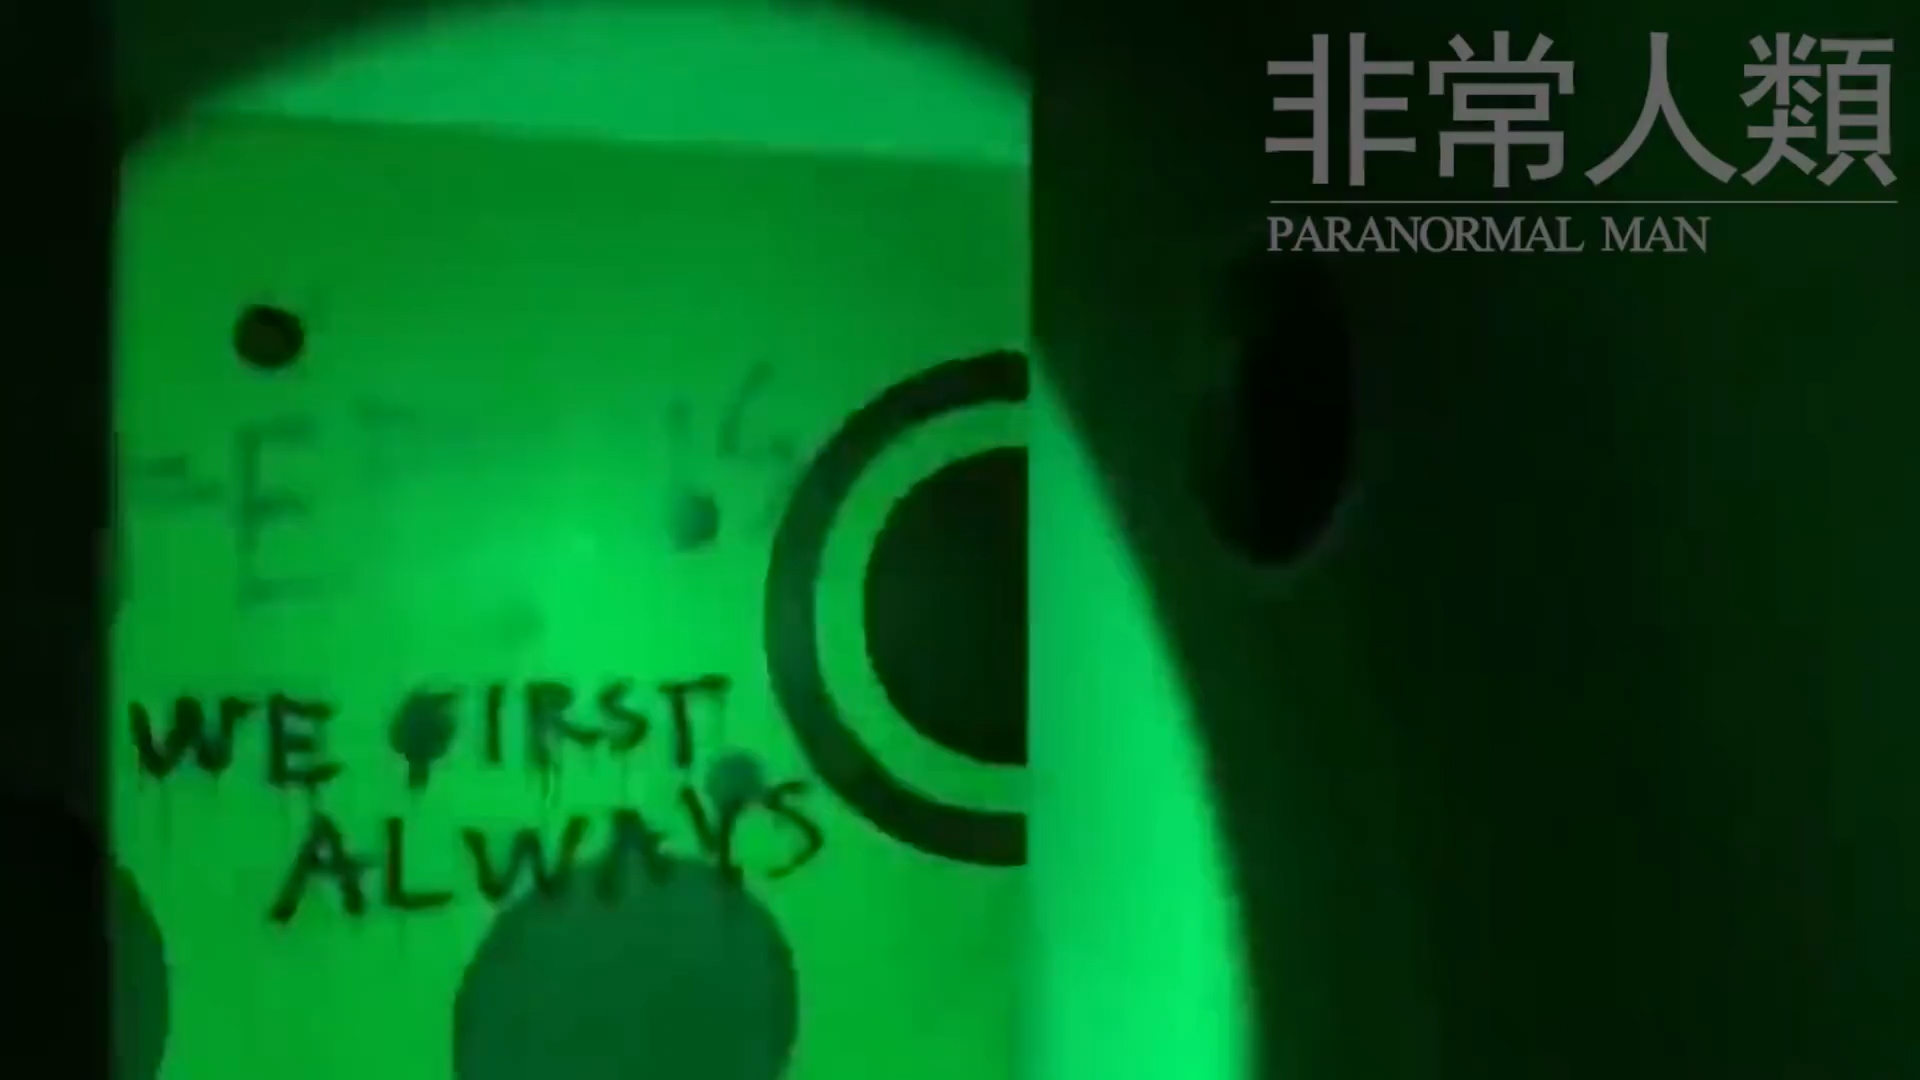 非常人類
PARANORMAL MAN
E
WE FIRST
ALWAYS